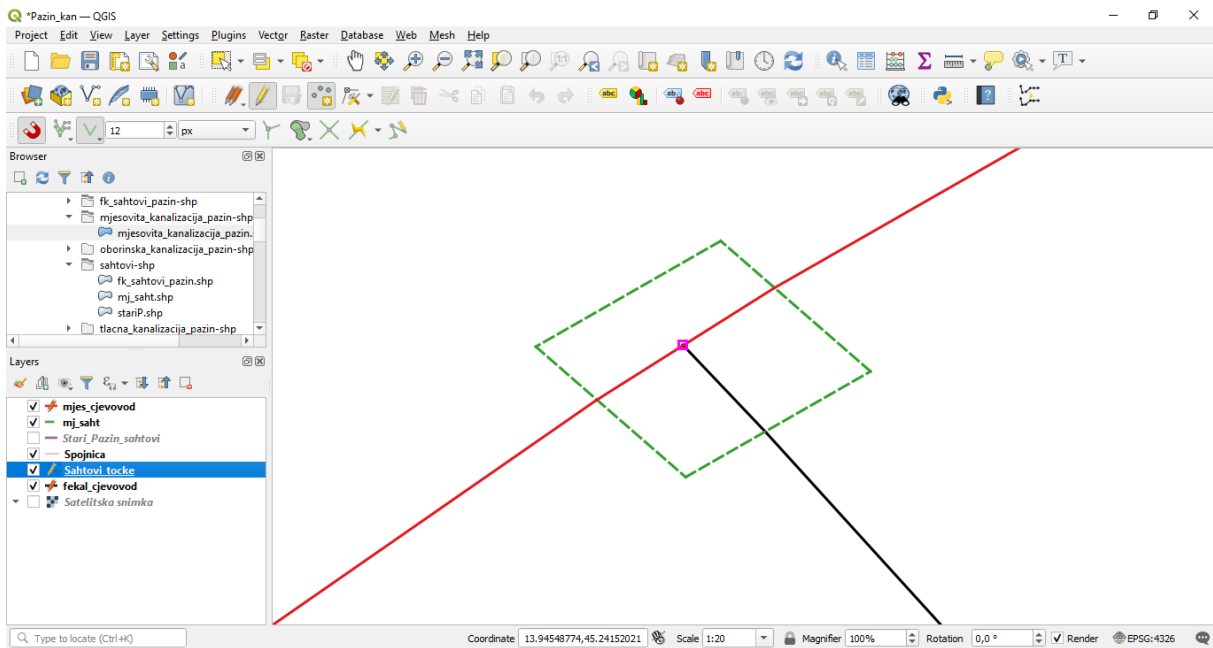 *Pazin_kan — QGIS
Project Edit View Layer Settings Plugins Vector Raster Database Web Mesh Help
12 px
Browser
fk_sahtovi_pazin-shp
mjesovita_kanalizacija_pazin-shp
mjesovita_kanalizacija_pazin.
oborinska_kanalizacija_pazin-shp
sahtovi-shp
fk_sahtovi_pazin.shp
mj_saht.shp
stariP.shp
tlacna_kanalizacija_pazin-shp
Layers
mjes_cjevovod
mj_saht
Stari_Pazin_sahtovi
Spojnica
Sahtovi_tocke
fekal_cjevovod
Satelitska snimka
Type to locate (Ctrl+K) Coordinate 13.94548774,45.24152021 Scale 1:20 Magnifier 100% Rotation 0,0 ° Render EPSG:4326